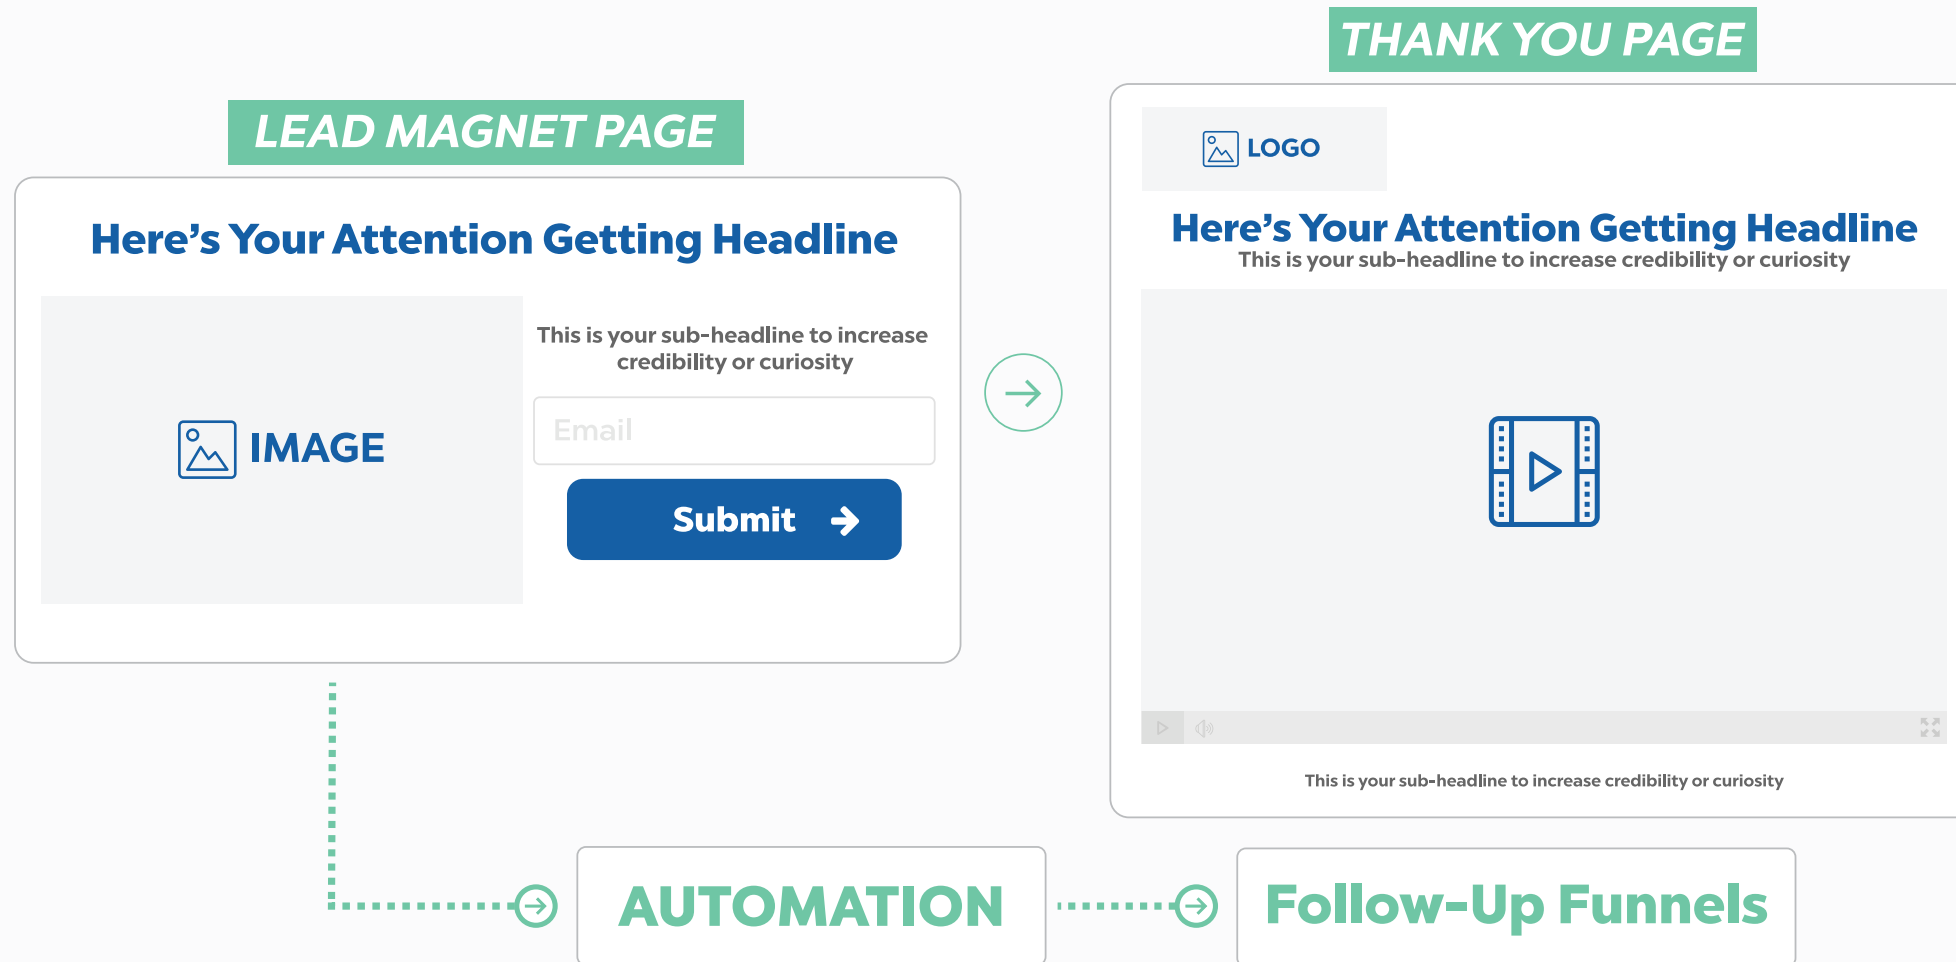 LEAD MAGNET PAGE
Here’s Your Attention Getting Headline
IMAGE
This is your sub-headline to increase
credibility or curiosity
Email
Submit
THANK YOU PAGE
LOGO
Here’s Your Attention Getting Headline
This is your sub-headline to increase credibility or curiosity
This is your sub-headline to increase credibility or curiosity
AUTOMATION
Follow-Up Funnels